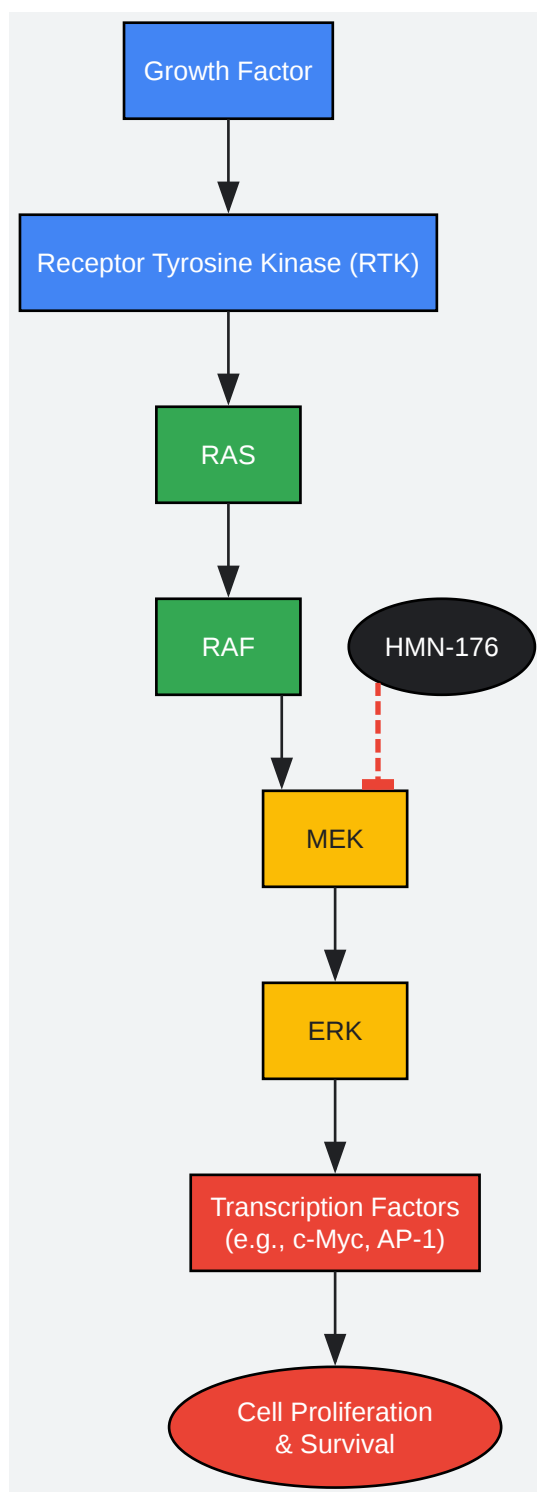 Growth Factor
Receptor Tyrosine Kinase (RTK)
RAS
RAF
HMN-176
MEK
ERK
Transcription Factors
(e.g., c-Myc, AP-1)
Cell Proliferation
& Survival